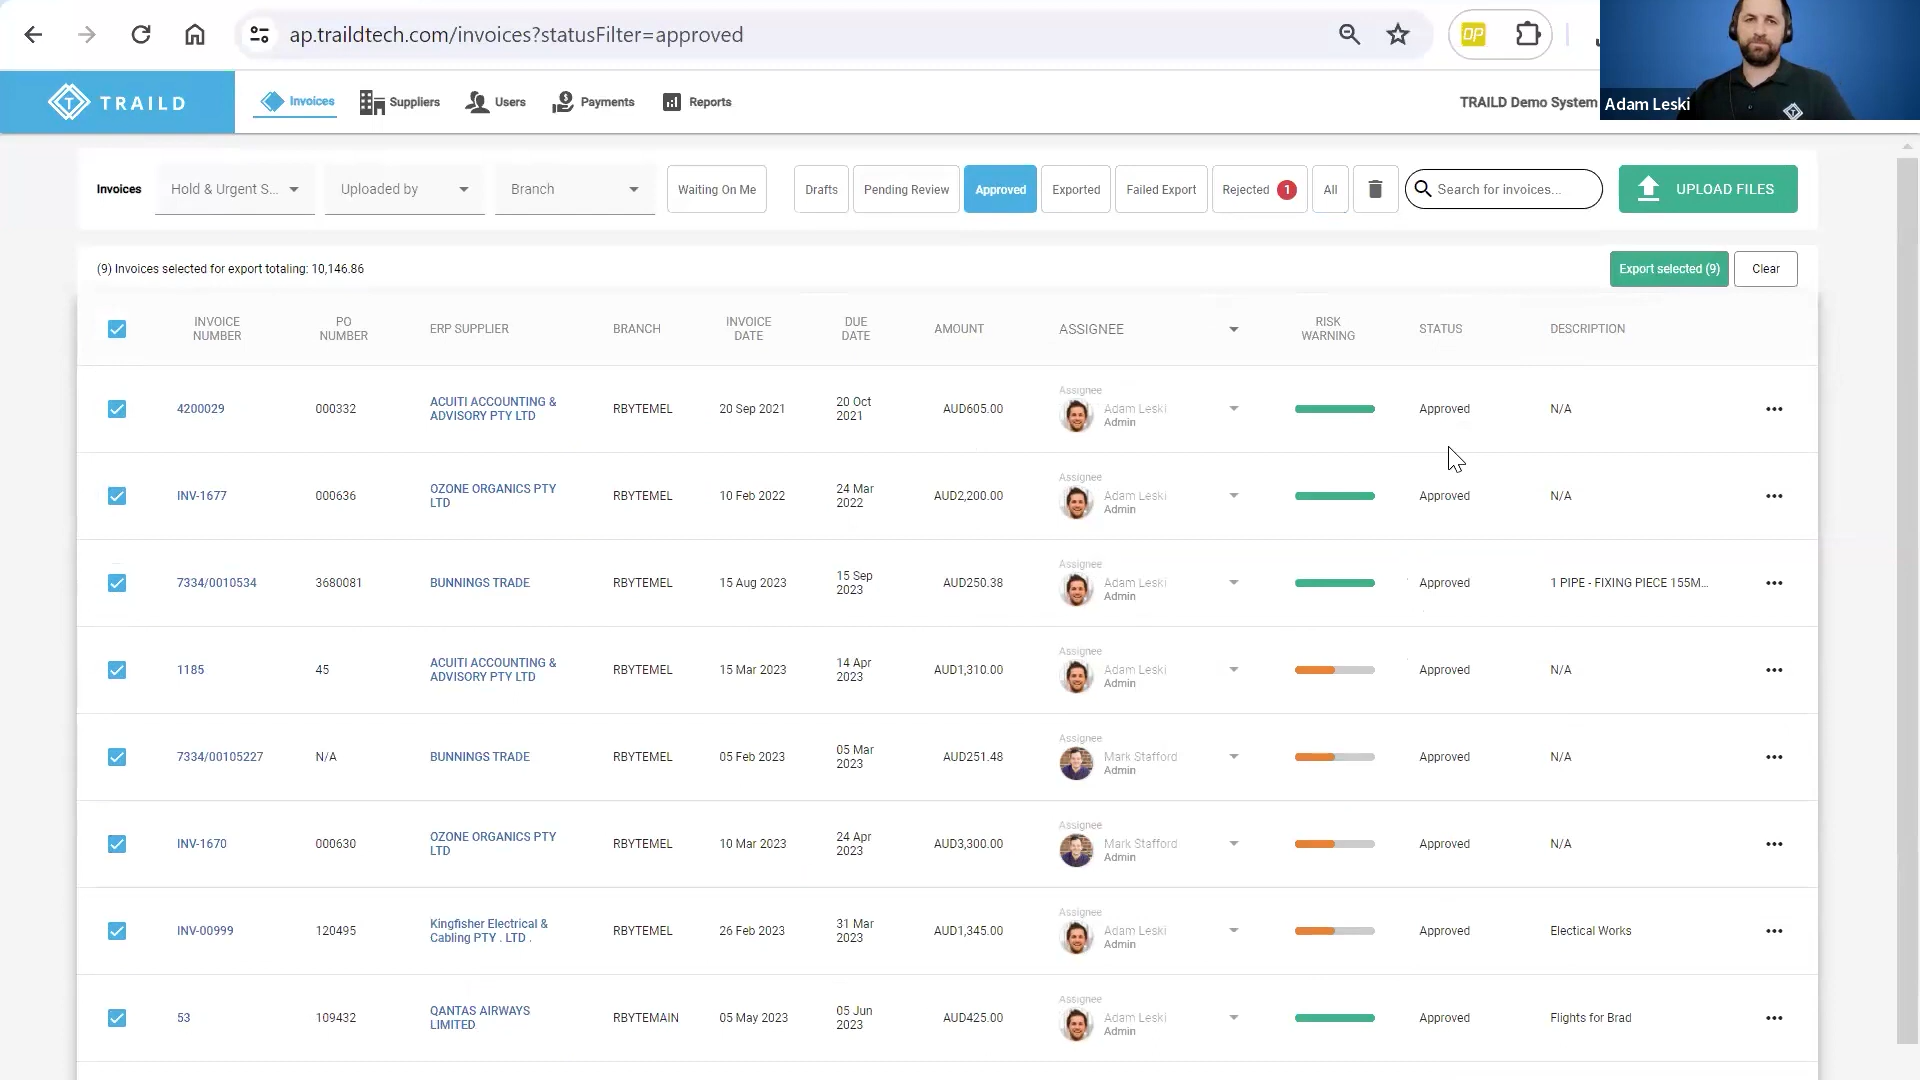 ap.traildtech.com/invoices?statusFilter=approved
OP
TRAILD
Invoices
Suppliers
Users
Payments
Reports
TRAILD Demo System
Adam Leski
Invoices
Hold & Urgent S...
Uploaded by
Branch
Waiting On Me
Drafts
Pending Review
Approved
Exported
Failed Export
Rejected 1
All
Search for invoices...
UPLOAD FILES
(9) Invoices selected for export totaling: 10,146.86
Export selected (9)
Clear
INVOICE
NUMBER
PO
NUMBER
ERP SUPPLIER
BRANCH
INVOICE
DATE
DUE
DATE
AMOUNT
ASSIGNEE
RISK
WARNING
STATUS
DESCRIPTION
4200029
000332
ACUITI ACCOUNTING &
ADVISORY PTY LTD
RBYTEMEL
20 Sep 2021
20 Oct
2021
AUD605.00
Assignee
Adam Leski
Admin
Approved
N/A
INV-1677
000636
OZONE ORGANICS PTY
LTD
RBYTEMEL
10 Feb 2022
24 Mar
2022
AUD2,200.00
Assignee
Adam Leski
Admin
Approved
N/A
7334/0010534
3680081
BUNNINGS TRADE
RBYTEMEL
15 Aug 2023
15 Sep
2023
AUD250.38
Assignee
Adam Leski
Admin
Approved
1 PIPE - FIXING PIECE 155M...
1185
45
ACUITI ACCOUNTING &
ADVISORY PTY LTD
RBYTEMEL
15 Mar 2023
14 Apr
2023
AUD1,310.00
Assignee
Adam Leski
Admin
Approved
N/A
7334/00105227
N/A
BUNNINGS TRADE
RBYTEMEL
05 Feb 2023
05 Mar
2023
AUD251.48
Assignee
Mark Stafford
Admin
Approved
N/A
INV-1670
000630
OZONE ORGANICS PTY
LTD
RBYTEMEL
10 Mar 2023
24 Apr
2023
AUD3,300.00
Assignee
Mark Stafford
Admin
Approved
N/A
INV-00999
120495
Kingfisher Electrical &
Cabling PTY . LTD .
RBYTEMEL
26 Feb 2023
31 Mar
2023
AUD1,345.00
Assignee
Adam Leski
Admin
Approved
Electical Works
53
109432
QANTAS AIRWAYS
LIMITED
RBYTEMAIN
05 May 2023
05 Jun
2023
AUD425.00
Assignee
Adam Leski
Admin
Approved
Flights for Brad